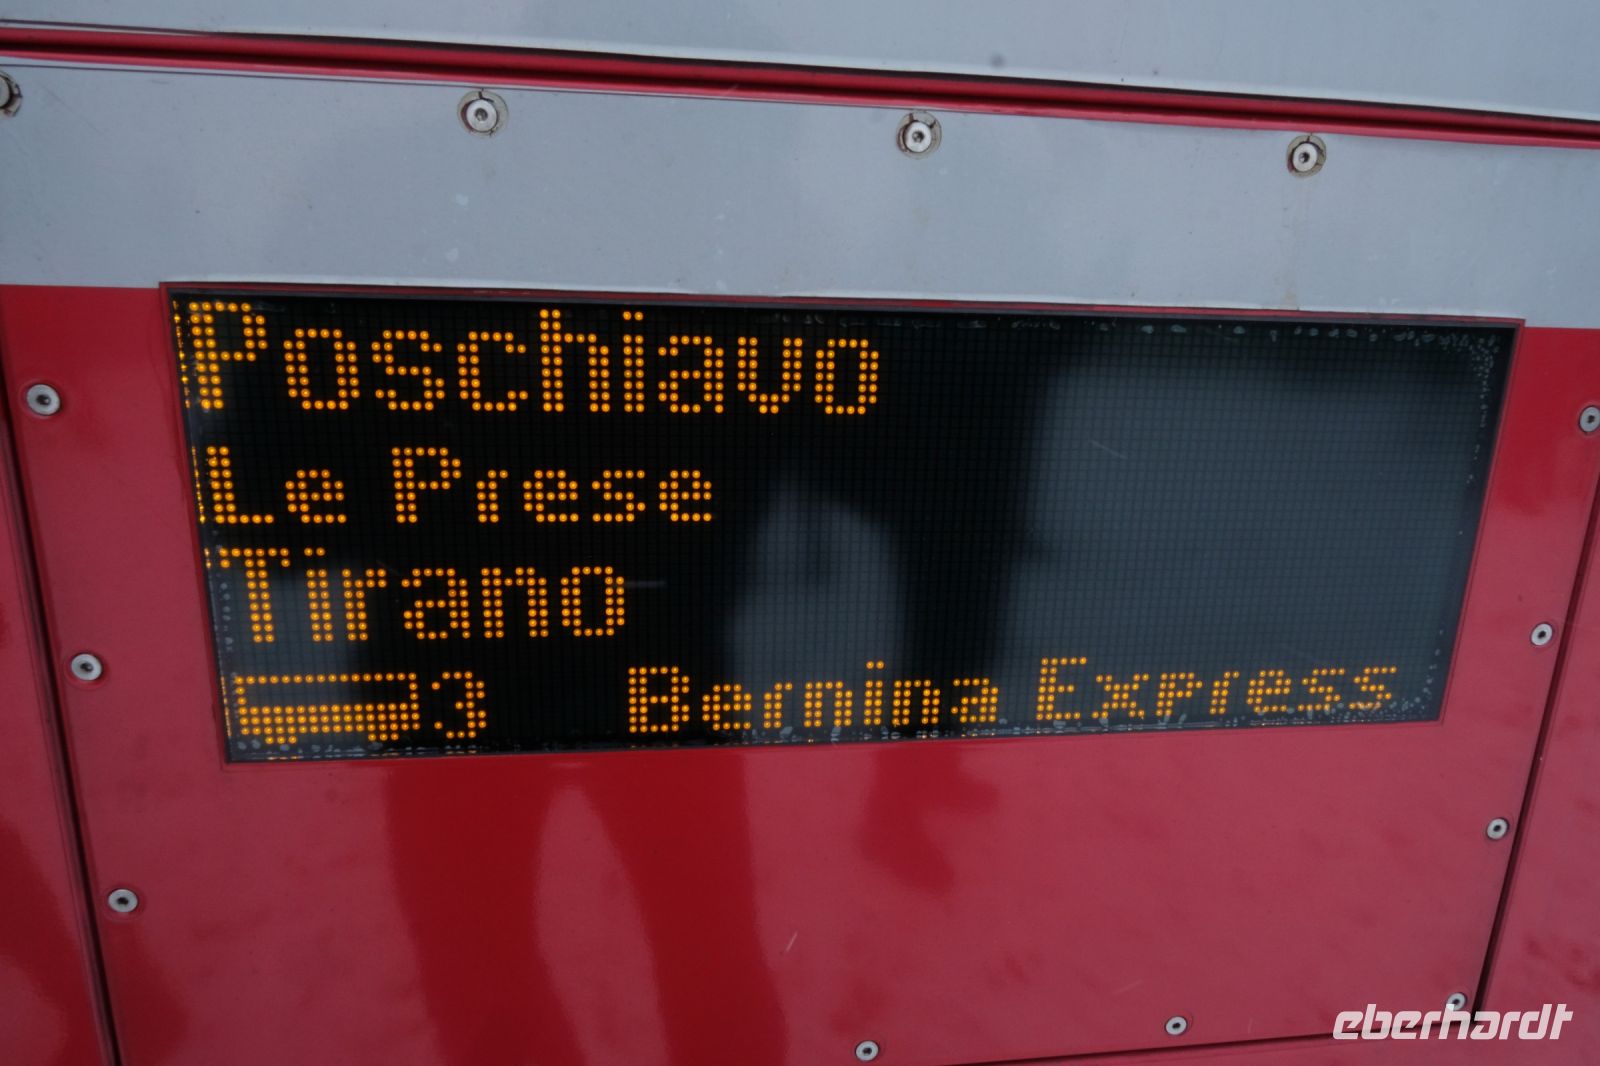 Poschiavo
Le Prese
Tirano
3 Bernina Express
eberhardt